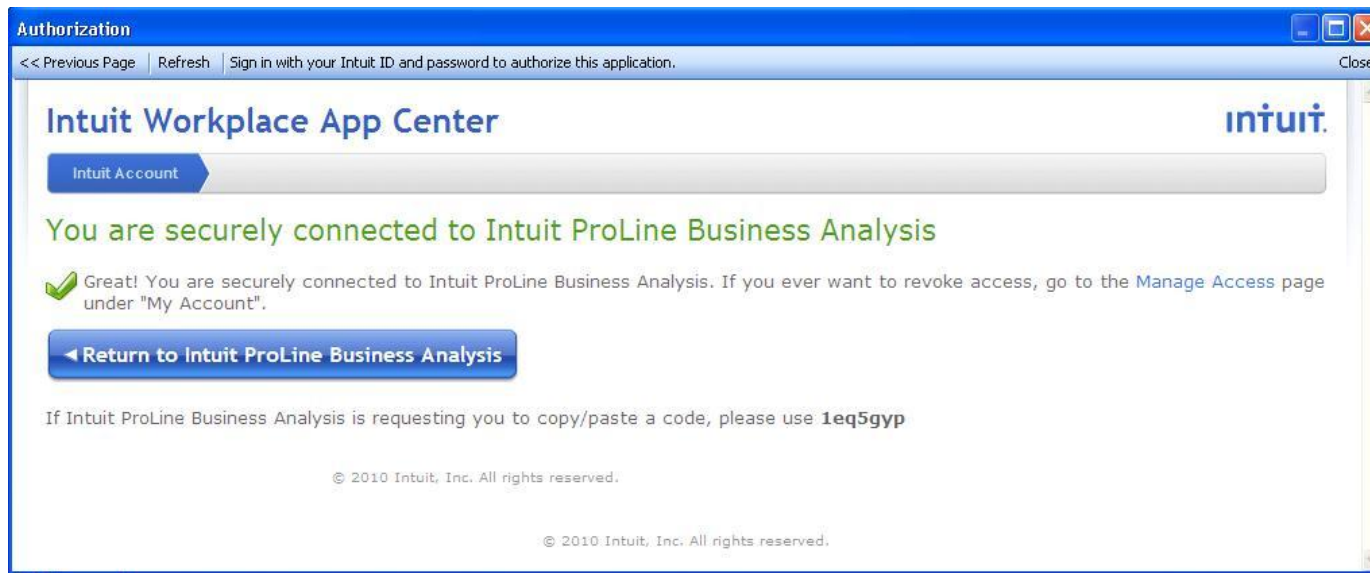 Authorization
<< Previous Page Refresh Sign in with your Intuit ID and password to authorize this application. Close
Intuit Workplace App Center
intuit.
Intuit Account
You are securely connected to Intuit ProLine Business Analysis
Great! You are securely connected to Intuit ProLine Business Analysis. If you ever want to revoke access, go to the Manage Access page
under "My Account".
Return to Intuit ProLine Business Analysis
If Intuit ProLine Business Analysis is requesting you to copy/paste a code, please use 1eq5gyp
© 2010 Intuit, Inc. All rights reserved.
© 2010 Intuit, Inc. All rights reserved.